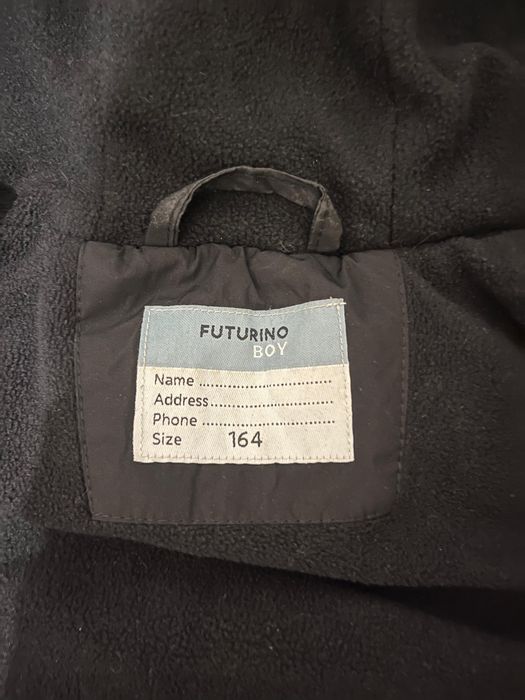 FUTURINO
BOY
Name ..............................
Address............................
Phone ..............................
Size 164